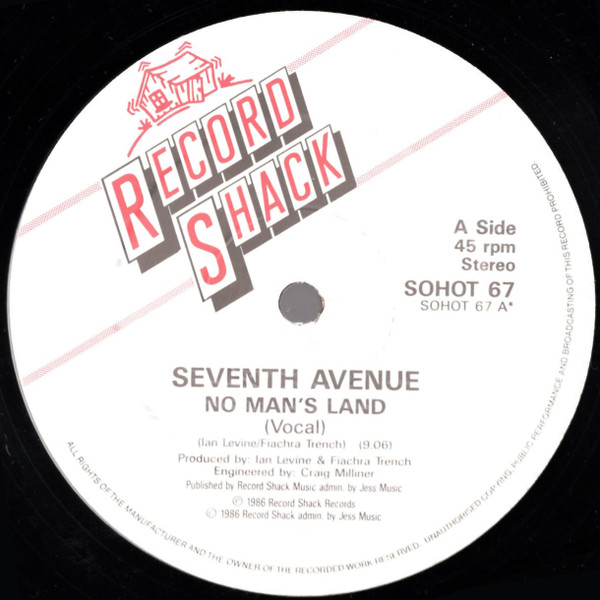 RECORD
SHACK
A Side
45 rpm
Stereo
SOHOT 67
SOHOT 67 A*
SEVENTH AVENUE
NO MAN'S LAND
(Vocal)
(Ian Levine/Fiachra Trench) (9.06)
Produced by: Ian Levine & Fiachra Trench
Engineered by: Craig Milliner
Published by Record Shack Music admin. by Jess Music
℗ 1986 Record Shack Records
© 1986 Record Shack admin. by Jess Music
ALL RIGHTS OF THE MANUFACTURER AND THE OWNER OF THE RECORDED WORK RESERVED. UNAUTHORISED COPYING, PUBLIC PERFORMANCE AND BROADCASTING OF THIS RECORD PROHIBITED.